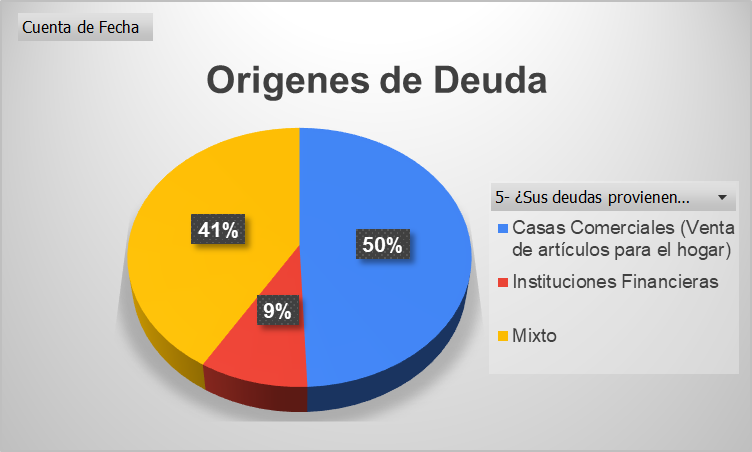 Cuenta de Fecha
Origenes de Deuda
41%
50%
9%
5- ¿Sus deudas provienen...
Casas Comerciales (Venta
de artículos para el hogar)
Instituciones Financieras
Mixto